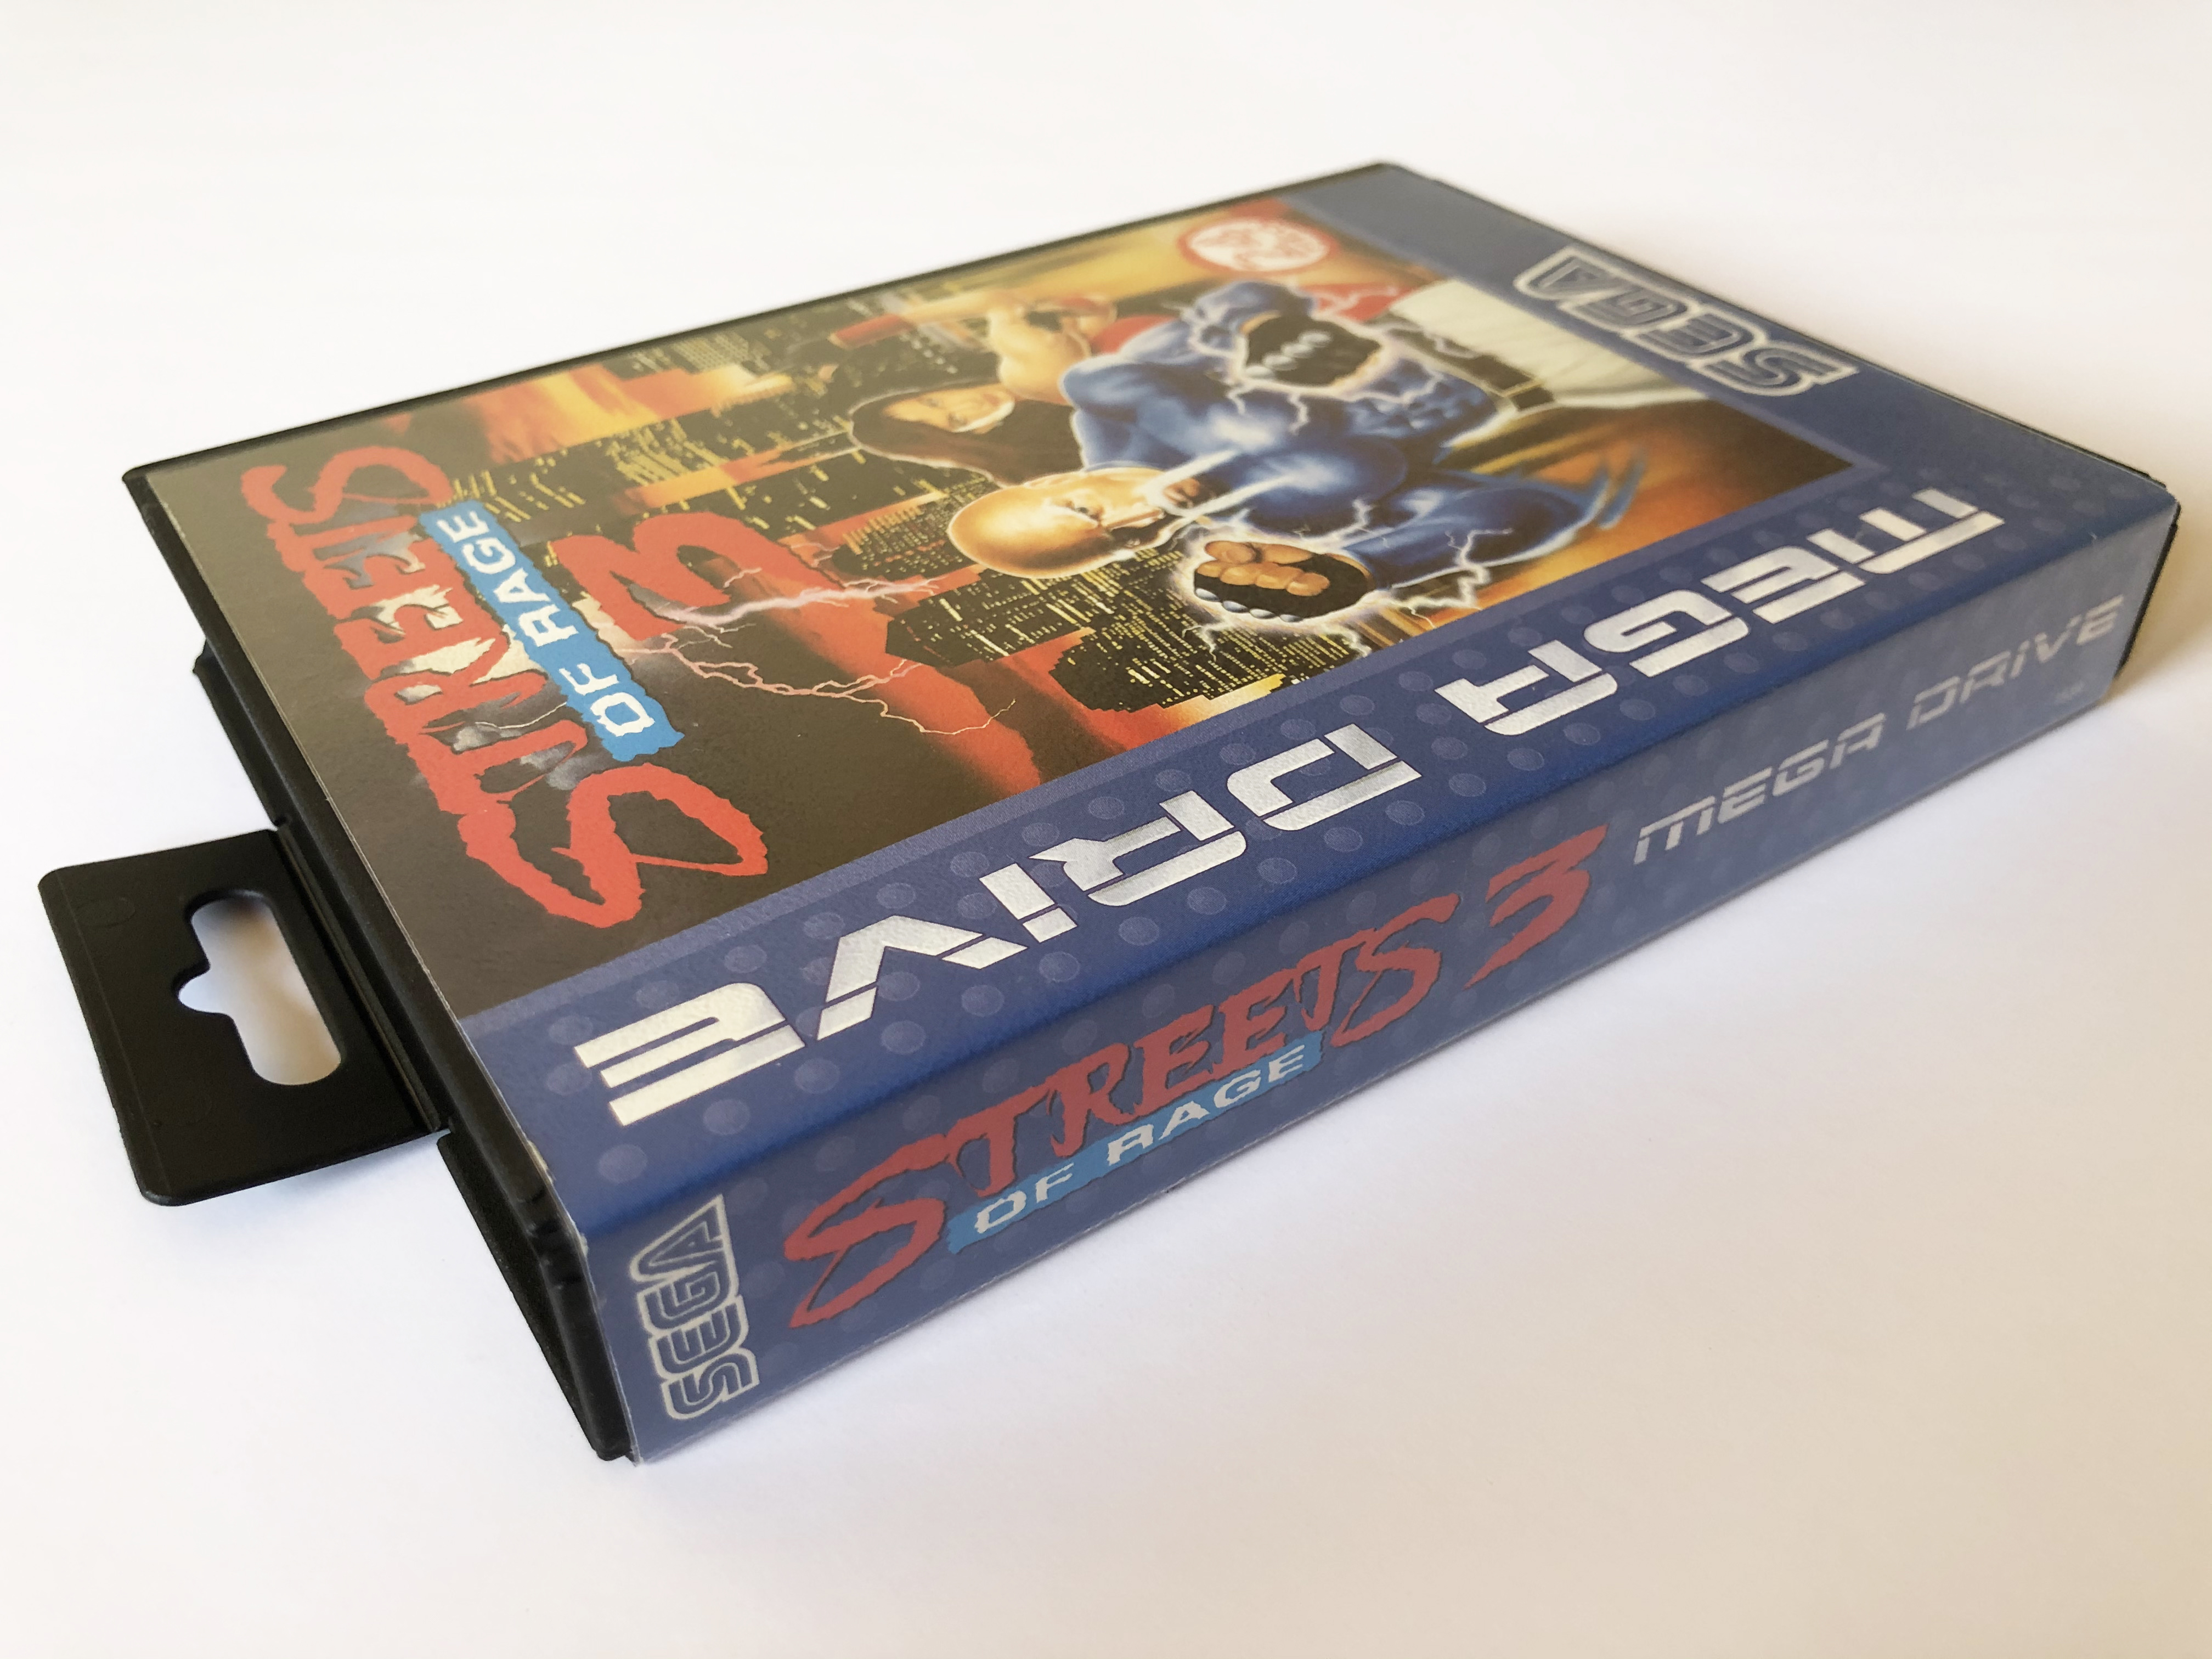 STREETS
OF RAGE
3
MEGA DRIVE
SEGA
SEGA
STREETS 3
OF RAGE
MEGA DRIVE